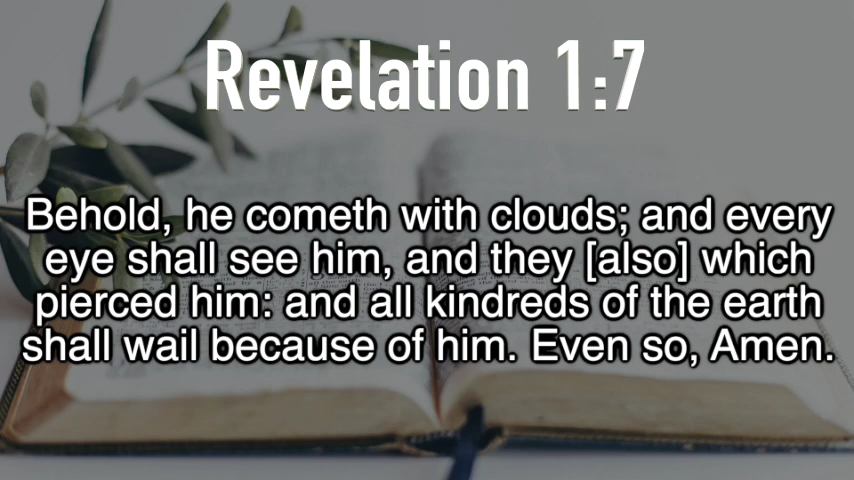 Revelation 1:7
Behold, he cometh with clouds; and every
eye shall see him, and they [also] which
pierced him: and all kindreds of the earth
shall wail because of him. Even so, Amen.